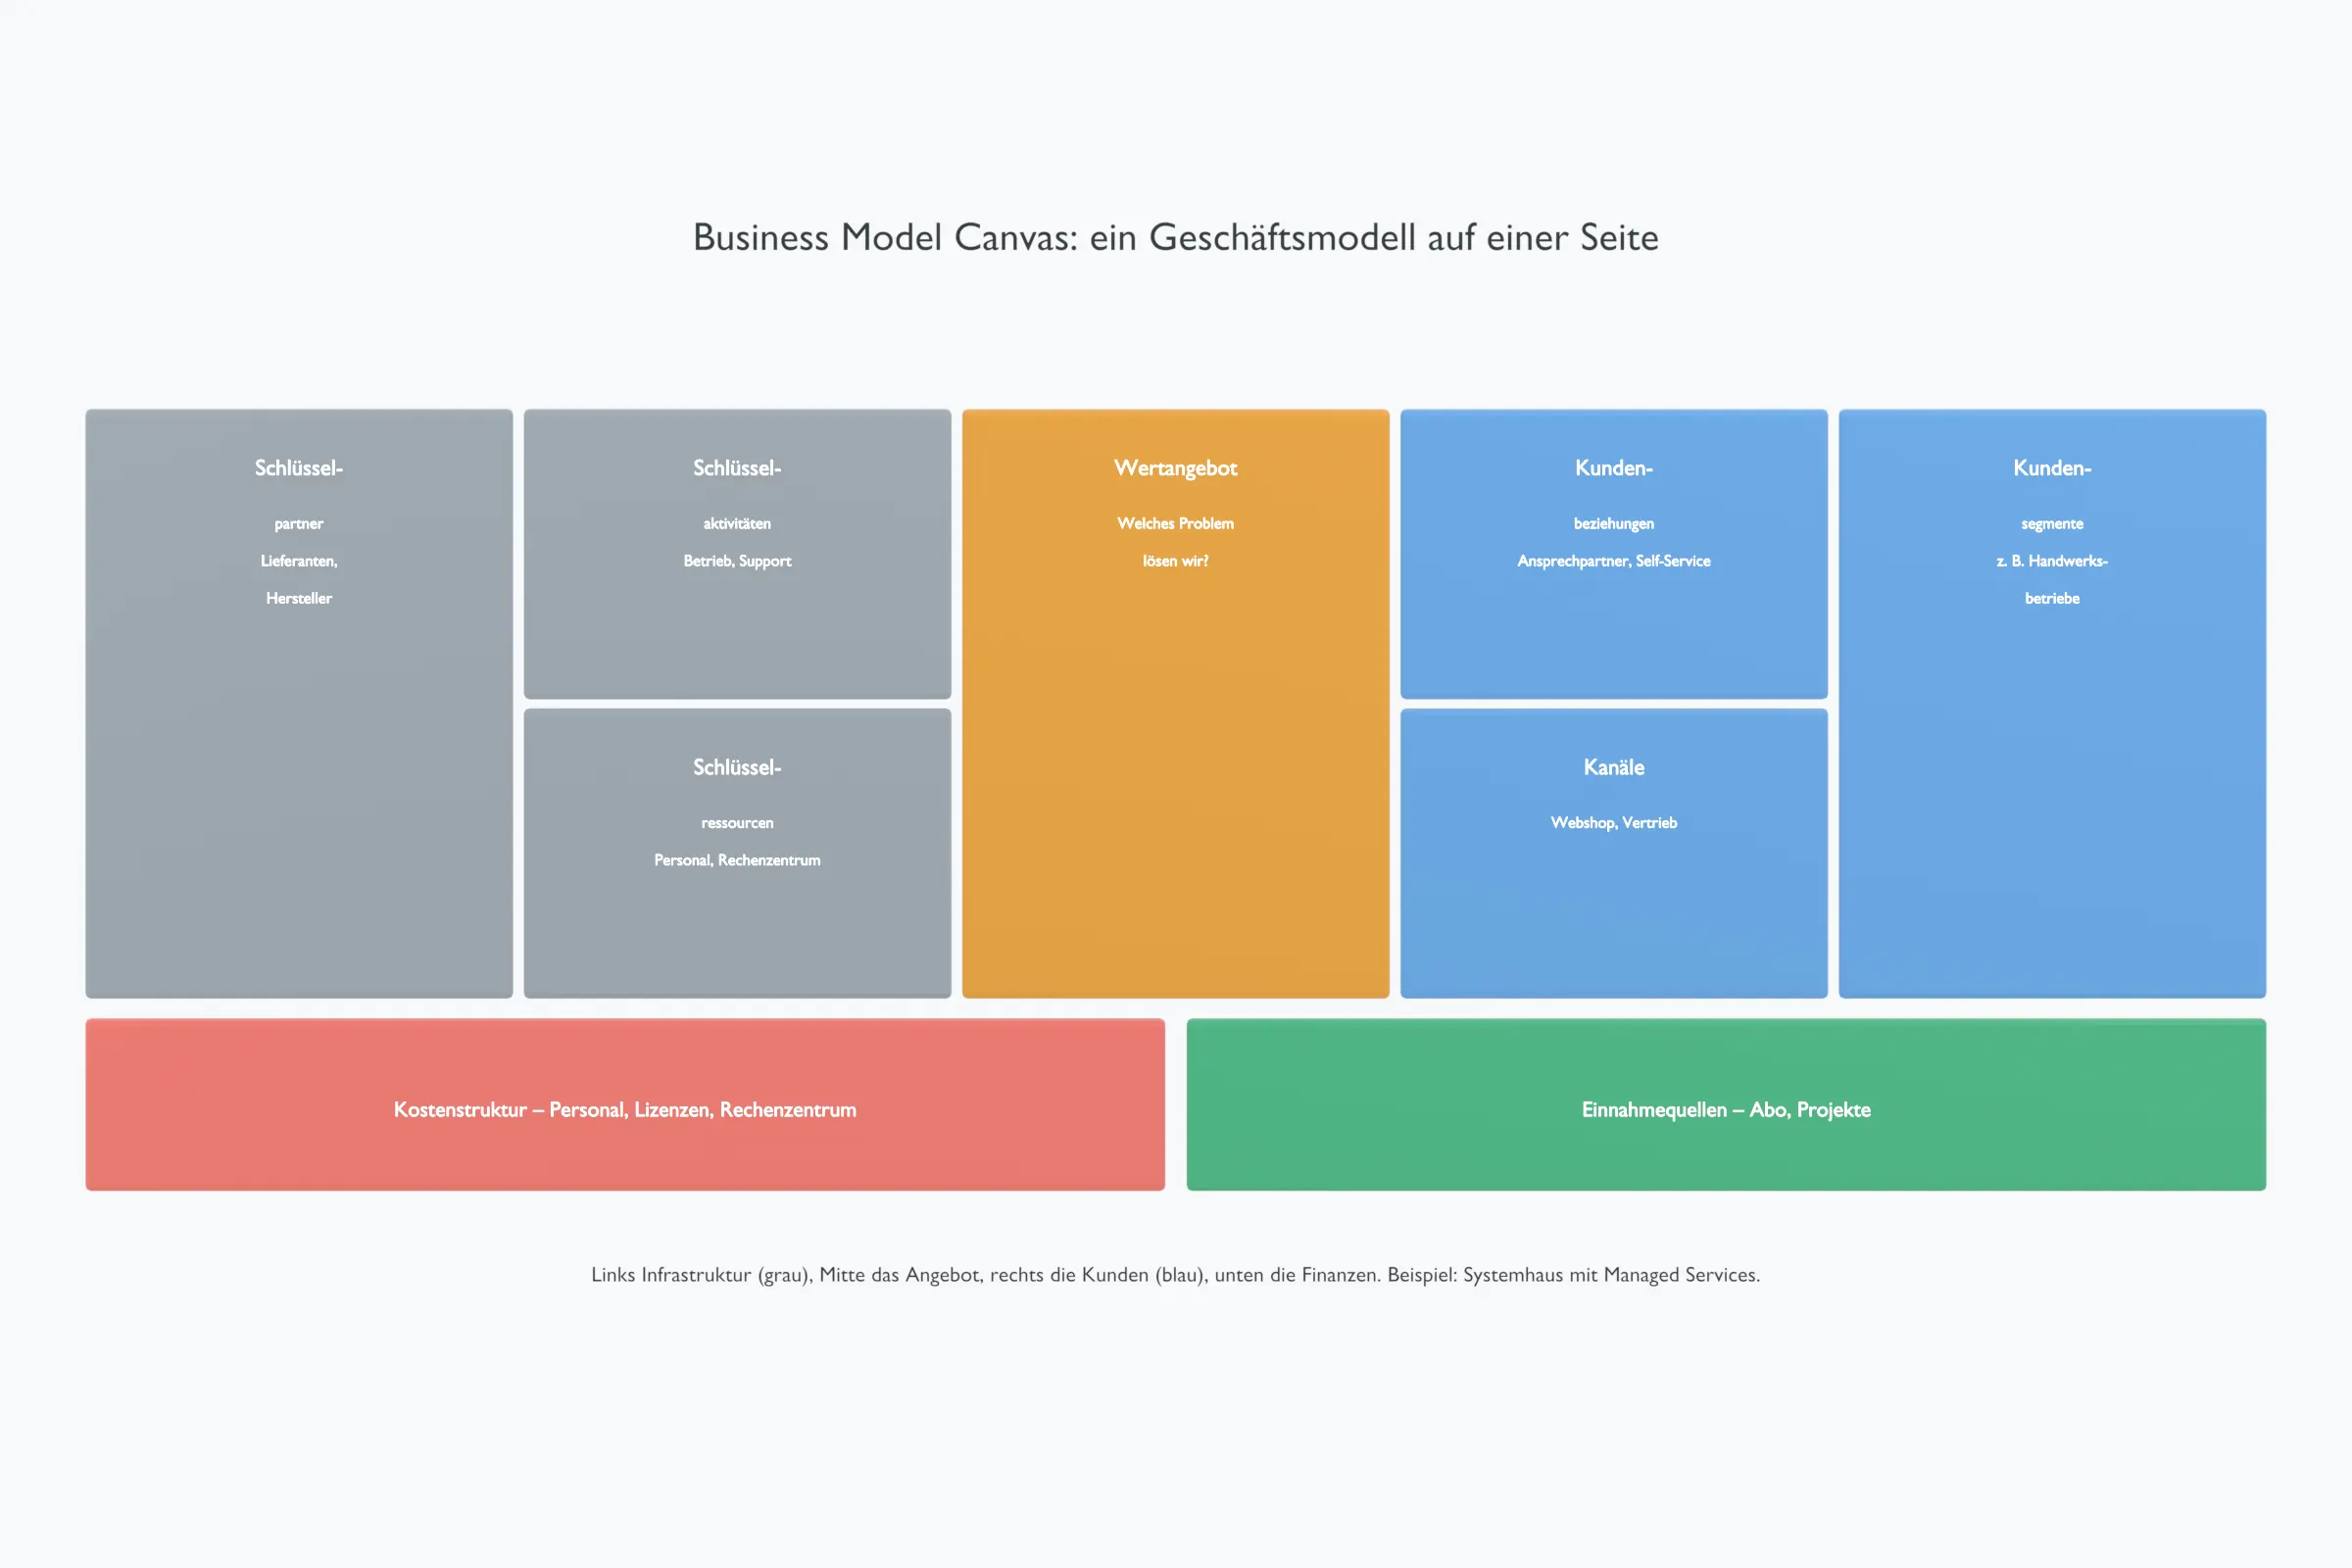 Business Model Canvas: ein Geschäftsmodell auf einer Seite
Schlüssel-
partner
Lieferanten,
Hersteller
Schlüssel-
aktivitäten
Betrieb, Support
Schlüssel-
ressourcen
Personal, Rechenzentrum
Wertangebot
Welches Problem
lösen wir?
Kunden-
beziehungen
Ansprechpartner, Self-Service
Kanäle
Webshop, Vertrieb
Kunden-
segmente
z. B. Handwerks-
betriebe
Kostenstruktur – Personal, Lizenzen, Rechenzentrum
Einnahmequellen – Abo, Projekte
Links Infrastruktur (grau), Mitte das Angebot, rechts die Kunden (blau), unten die Finanzen. Beispiel: Systemhaus mit Managed Services.